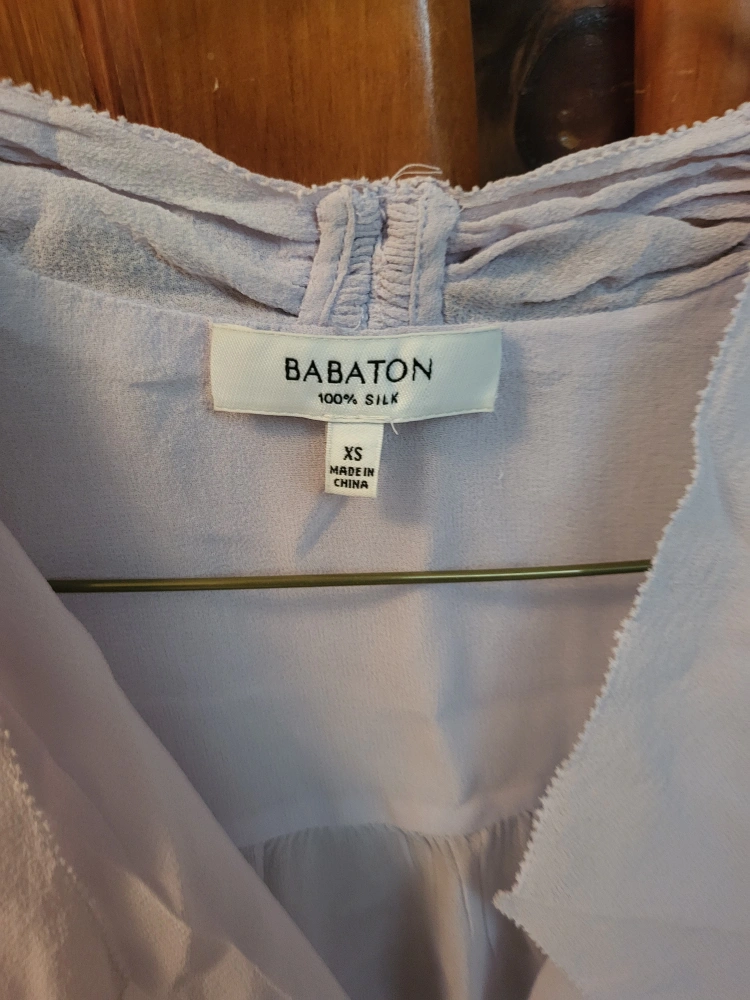 BABATON
100% SILK
XS
MADE IN
CHINA